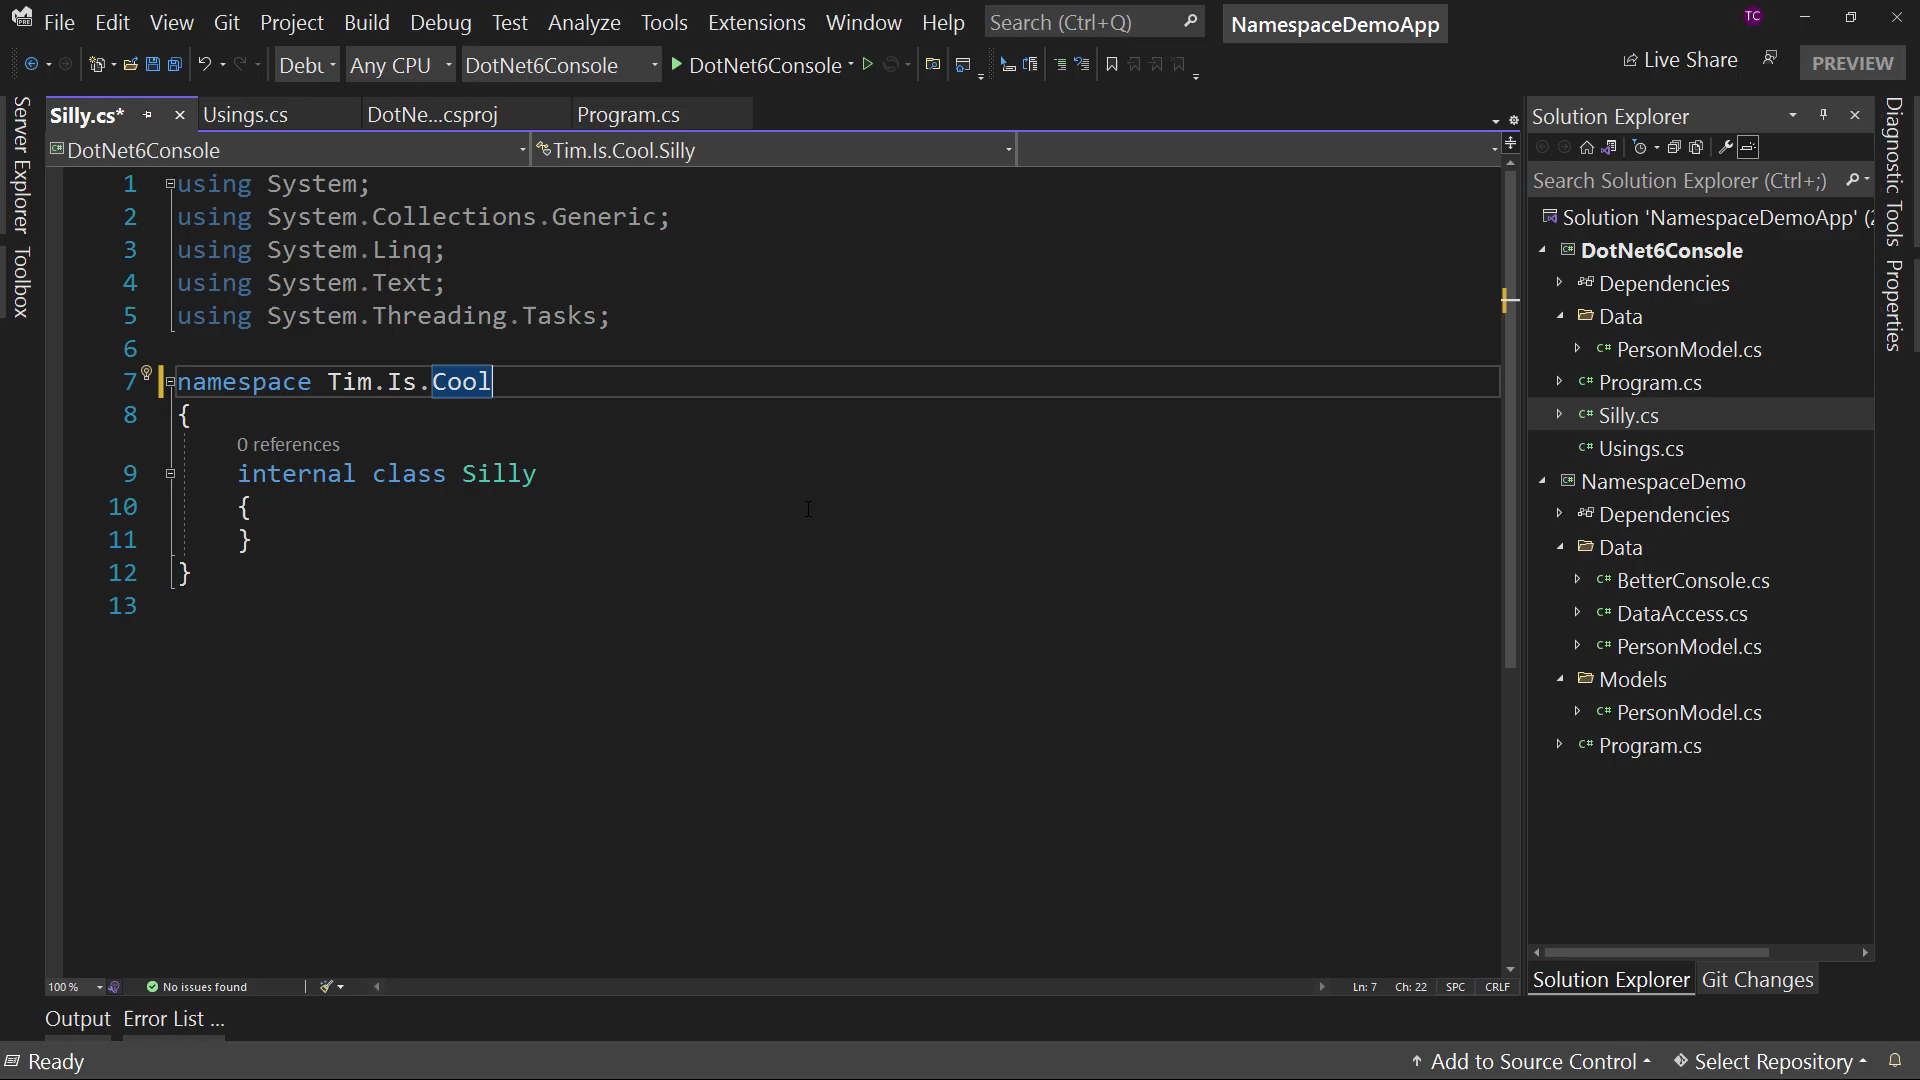 File Edit View Git Project Build Debug Test Analyze Tools Extensions Window Help Search (Ctrl+Q) NamespaceDemoApp TC
Debu Any CPU DotNet6Console DotNet6Console Live Share PREVIEW
Server Explorer
Toolbox
Silly.cs* Usings.cs DotNe...csproj Program.cs
DotNet6Console Tim.Is.Cool.Silly
1 using System;
2 using System.Collections.Generic;
3 using System.Linq;
4 using System.Text;
5 using System.Threading.Tasks;
6
7 namespace Tim.Is.Cool
8 {
0 references
9 internal class Silly
10 {
11 }
12 }
13
100 % No issues found Ln: 7 Ch: 22 SPC CRLF
Output Error List ...
Solution Explorer
Search Solution Explorer (Ctrl+;)
Solution 'NamespaceDemoApp' (2
DotNet6Console
Dependencies
Data
C# PersonModel.cs
C# Program.cs
C# Silly.cs
C# Usings.cs
NamespaceDemo
Dependencies
Data
C# BetterConsole.cs
C# DataAccess.cs
C# PersonModel.cs
Models
C# PersonModel.cs
C# Program.cs
Solution Explorer Git Changes
Diagnostic Tools
Properties
Ready Add to Source Control Select Repository